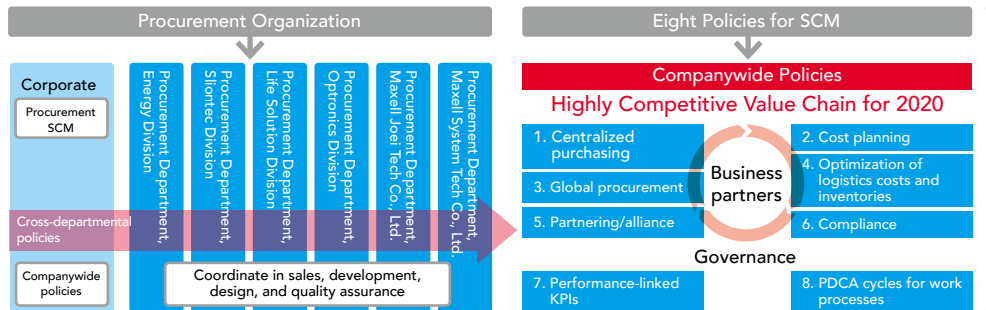 Procurement Organization
Corporate
Procurement
SCM
Cross-departmental
policies
Companywide
policies
Procurement Department,
Energy Division
Procurement Department,
Sliontec Division
Procurement Department,
Life Solution Division
Procurement Department,
Optronics Division
Procurement Department,
Maxell Joei Tech Co., Ltd.
Procurement Department,
Maxell System Tech Co., Ltd.
Coordinate in sales, development,
design, and quality assurance
Eight Policies for SCM
Companywide Policies
Highly Competitive Value Chain for 2020
1. Centralized
purchasing
2. Cost planning
3. Global procurement
4. Optimization of
logistics costs and
inventories
5. Partnering/alliance
6. Compliance
Business
partners
Governance
7. Performance-linked
KPIs
8. PDCA cycles for work
processes